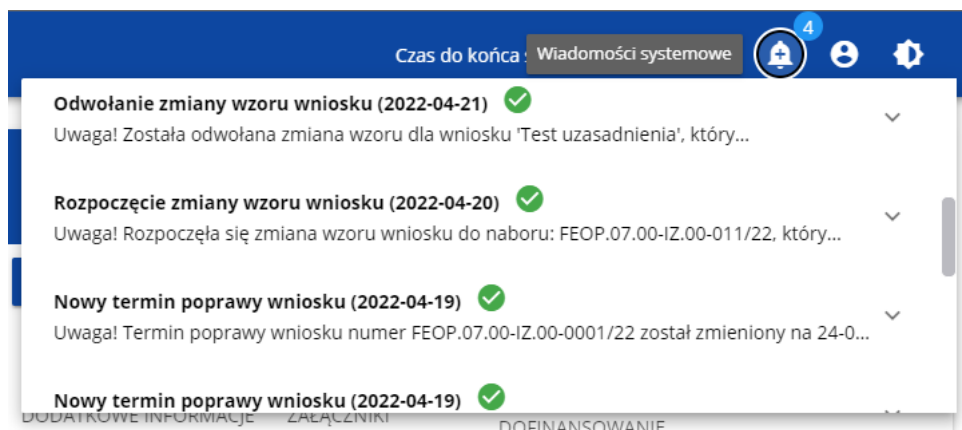 4
Czas do końca
Wiadomości systemowe
Odwołanie zmiany wzoru wniosku (2022-04-21)
Uwaga! Została odwołana zmiana wzoru dla wniosku 'Test uzasadnienia', który...
Rozpoczęcie zmiany wzoru wniosku (2022-04-20)
Uwaga! Rozpoczęła się zmiana wzoru wniosku do naboru: FEOP.07.00-IZ.00-011/22, który...
Nowy termin poprawy wniosku (2022-04-19)
Uwaga! Termin poprawy wniosku numer FEOP.07.00-IZ.00-0001/22 został zmieniony na 24-0...
Nowy termin poprawy wniosku (2022-04-19)
DODATKOWE INFORMACJE ZAŁĄCZNIKI DOFINANSOWANIE